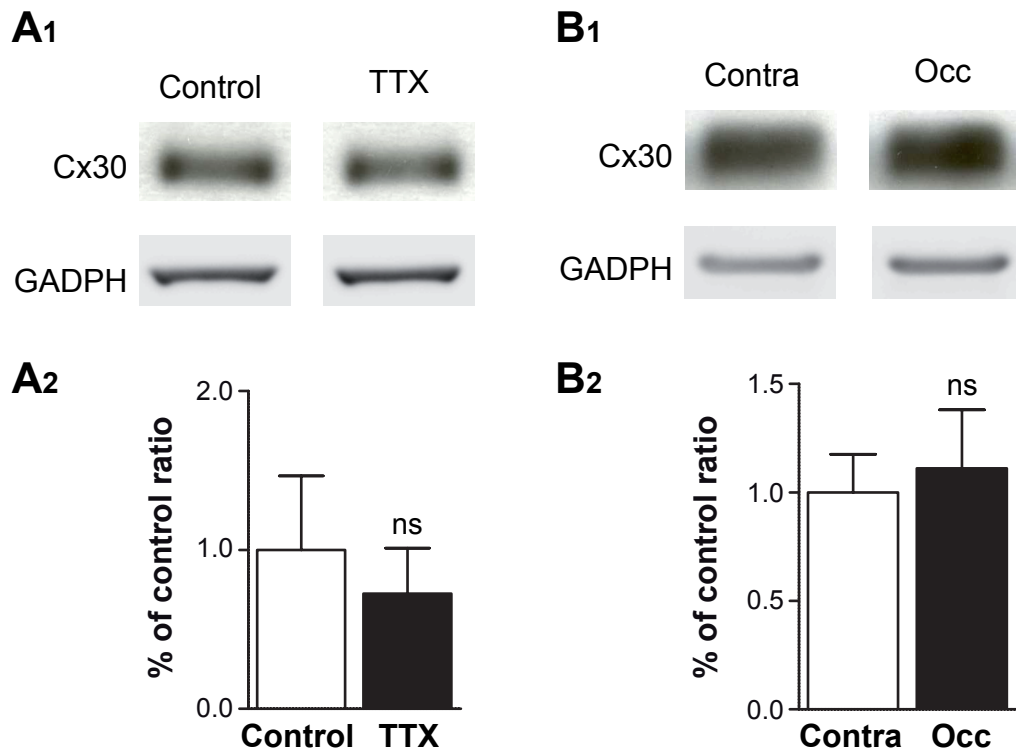 A1
Control TTX
Cx30
GADPH
B1
Contra Occ
Cx30
GADPH
A2
% of control ratio
2.0
1.0
0.0
ns
Control TTX
B2
% of control ratio
1.5
1.0
0.5
0.0
ns
Contra Occ